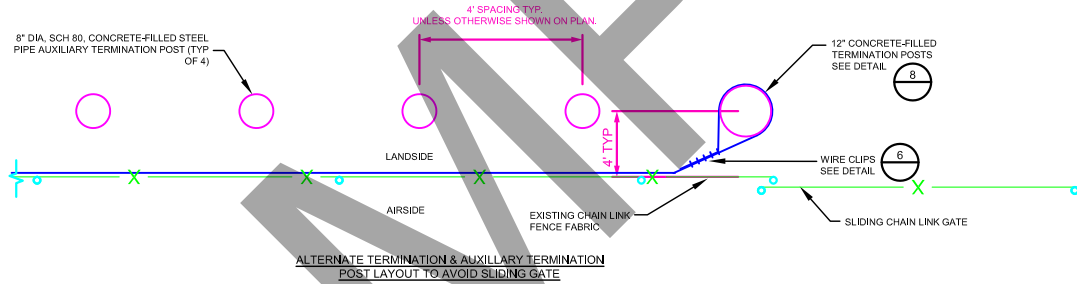 4' SPACING TYP.
UNLESS OTHERWISE SHOWN ON PLAN.
8" DIA, SCH 80, CONCRETE-FILLED STEEL
PIPE AUXILIARY TERMINATION POST (TYP
OF 4)
12" CONCRETE-FILLED
TERMINATION POSTS
SEE DETAIL
8
4' TYP
LANDSIDE
WIRE CLIPS
SEE DETAIL
6
X X X X X
AIRSIDE
EXISTING CHAIN LINK
FENCE FABRIC
SLIDING CHAIN LINK GATE
ALTERNATE TERMINATION & AUXILLARY TERMINATION
POST LAYOUT TO AVOID SLIDING GATE